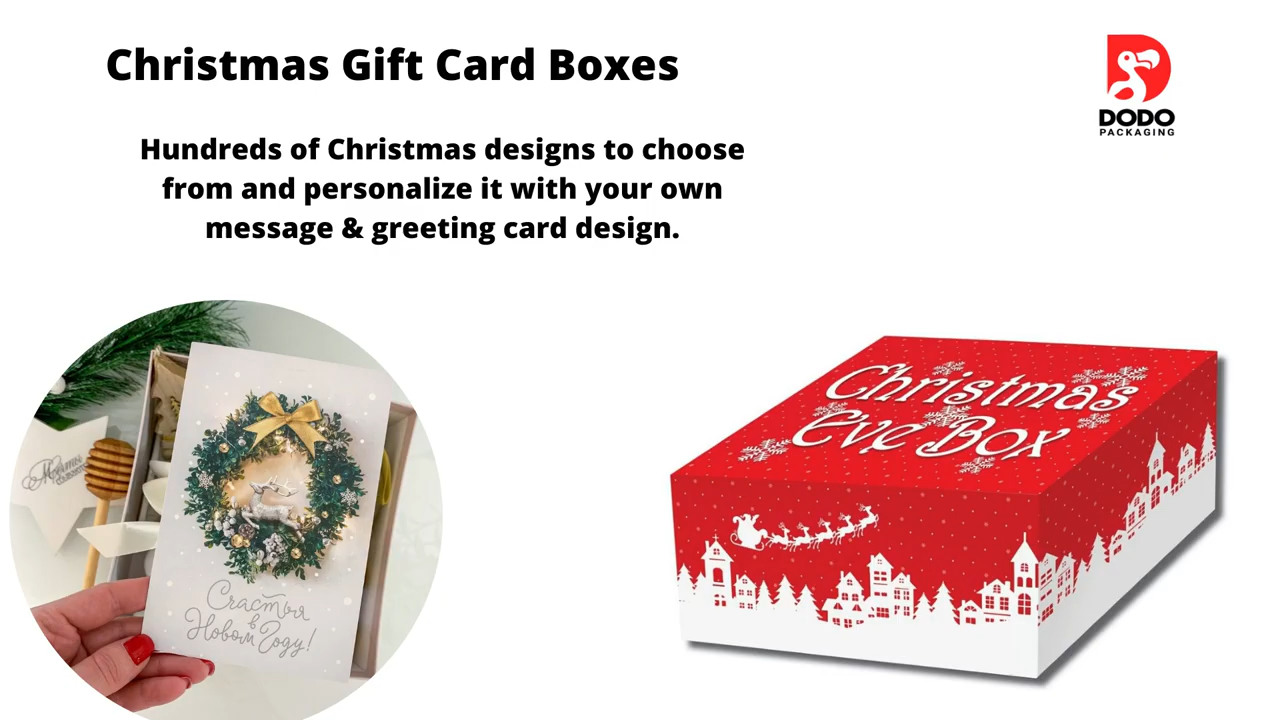 Christmas Gift Card Boxes
DODO
PACKAGING
Hundreds of Christmas designs to choose
from and personalize it with your own
message & greeting card design.
Christmas
Eve Box
Счастья
в
Новом Году!